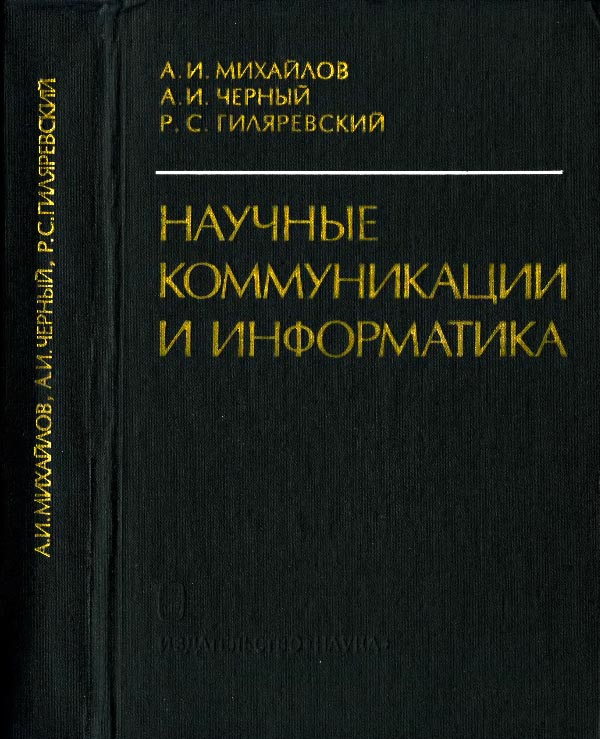 А.И. МИХАЙЛОВ, А.И. ЧЕРНЫЙ, Р.С. ГИЛЯРЕВСКИЙ
А. И. МИХАЙЛОВ
А. И. ЧЕРНЫЙ
Р. С. ГИЛЯРЕВСКИЙ
НАУЧНЫЕ
КОММУНИКАЦИИ
И ИНФОРМАТИКА
ИЗДАТЕЛЬСТВО «НАУКА»